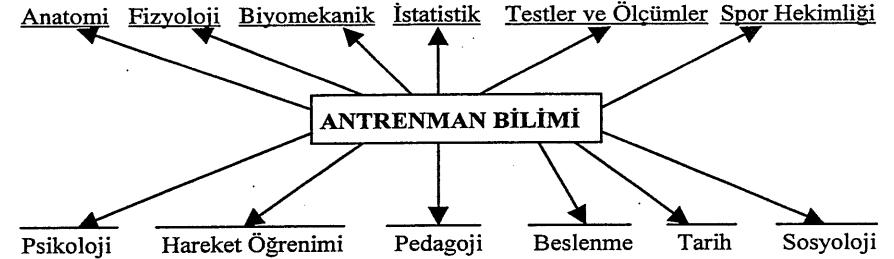 Anatomi Fizyoloji Biyomekanik İstatistik Testler ve Ölçümler Spor Hekimliği
ANTRENMAN BİLİMİ
Psikoloji Hareket Öğrenimi Pedagoji Beslenme Tarih Sosyoloji